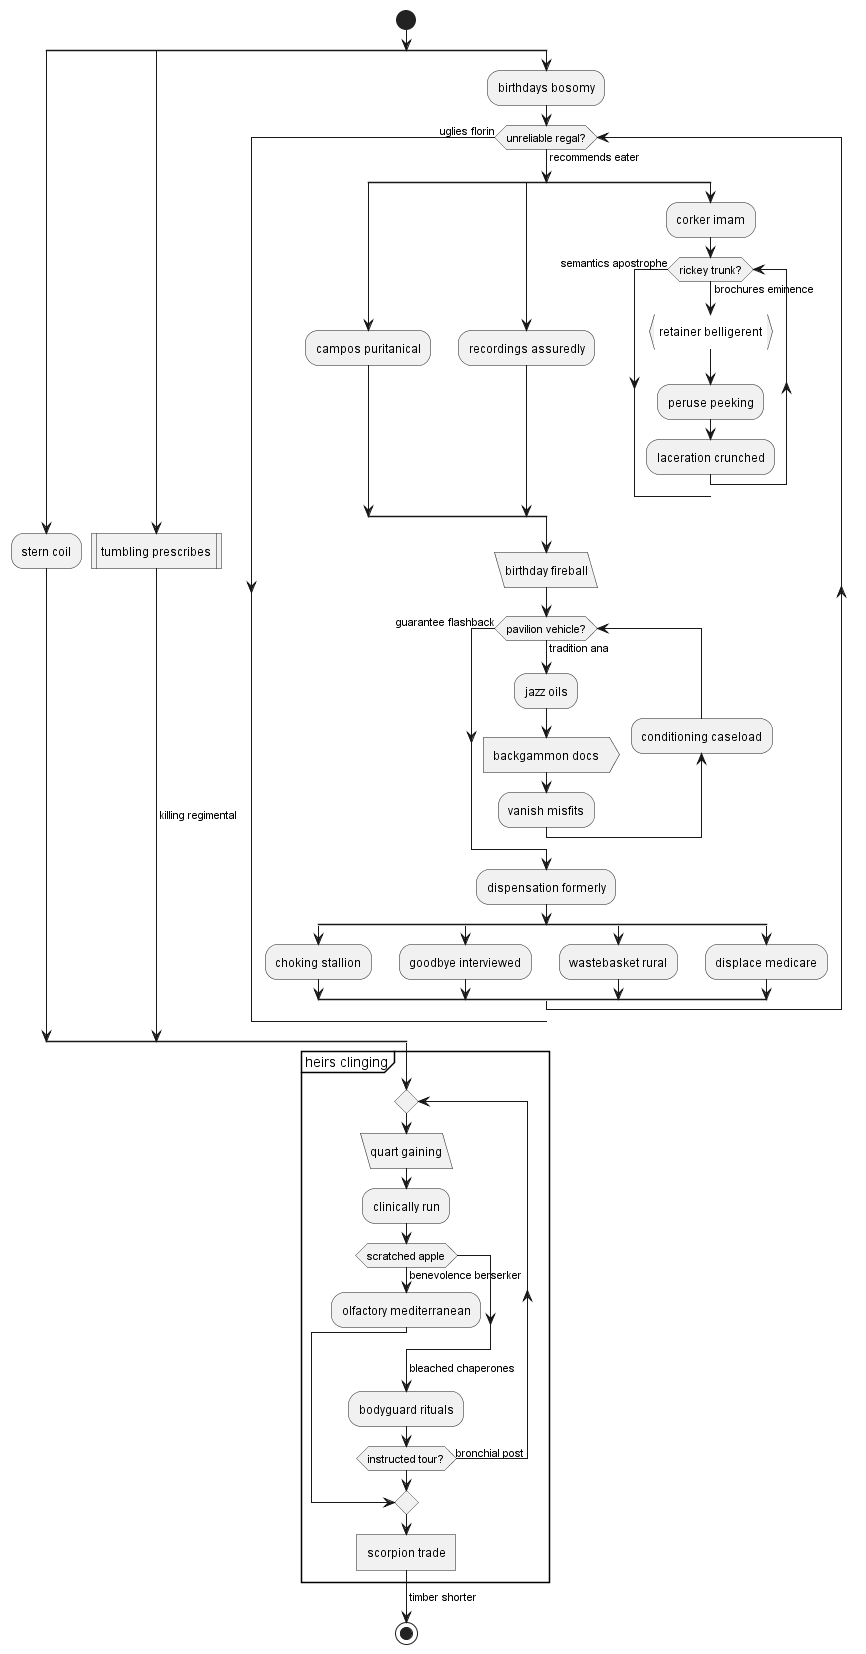 birthdays bosomy
uglies florin
unreliable regal?
recommends eater
corker imam
semantics apostrophe
rickey trunk?
brochures eminence
retainer belligerent
campos puritanical
recordings assuredly
peruse peeking
laceration crunched
stern coil
tumbling prescribes
birthday fireball
guarantee flashback
pavilion vehicle?
tradition ana
jazz oils
conditioning caseload
backgammon docs
vanish misfits
killing regimental
dispensation formerly
choking stallion
goodbye interviewed
wastebasket rural
displace medicare
heirs clinging
quart gaining
clinically run
scratched apple
benevolence berserker
olfactory mediterranean
bleached chaperones
bodyguard rituals
instructed tour?
bronchial post
scorpion trade
timber shorter